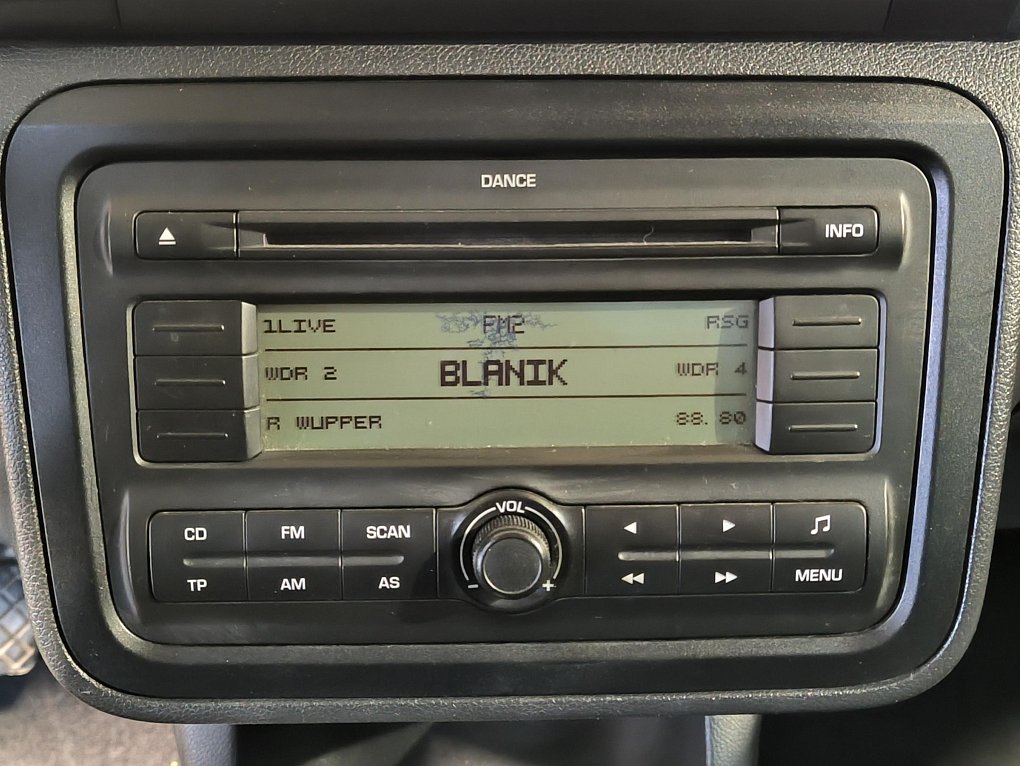 DANCE
INFO
1LIVE FM2 RSG
WDR 2 BLANIK WDR 4
R WUPPER 88.80
VOL
CD FM SCAN
TP AM AS - + MENU